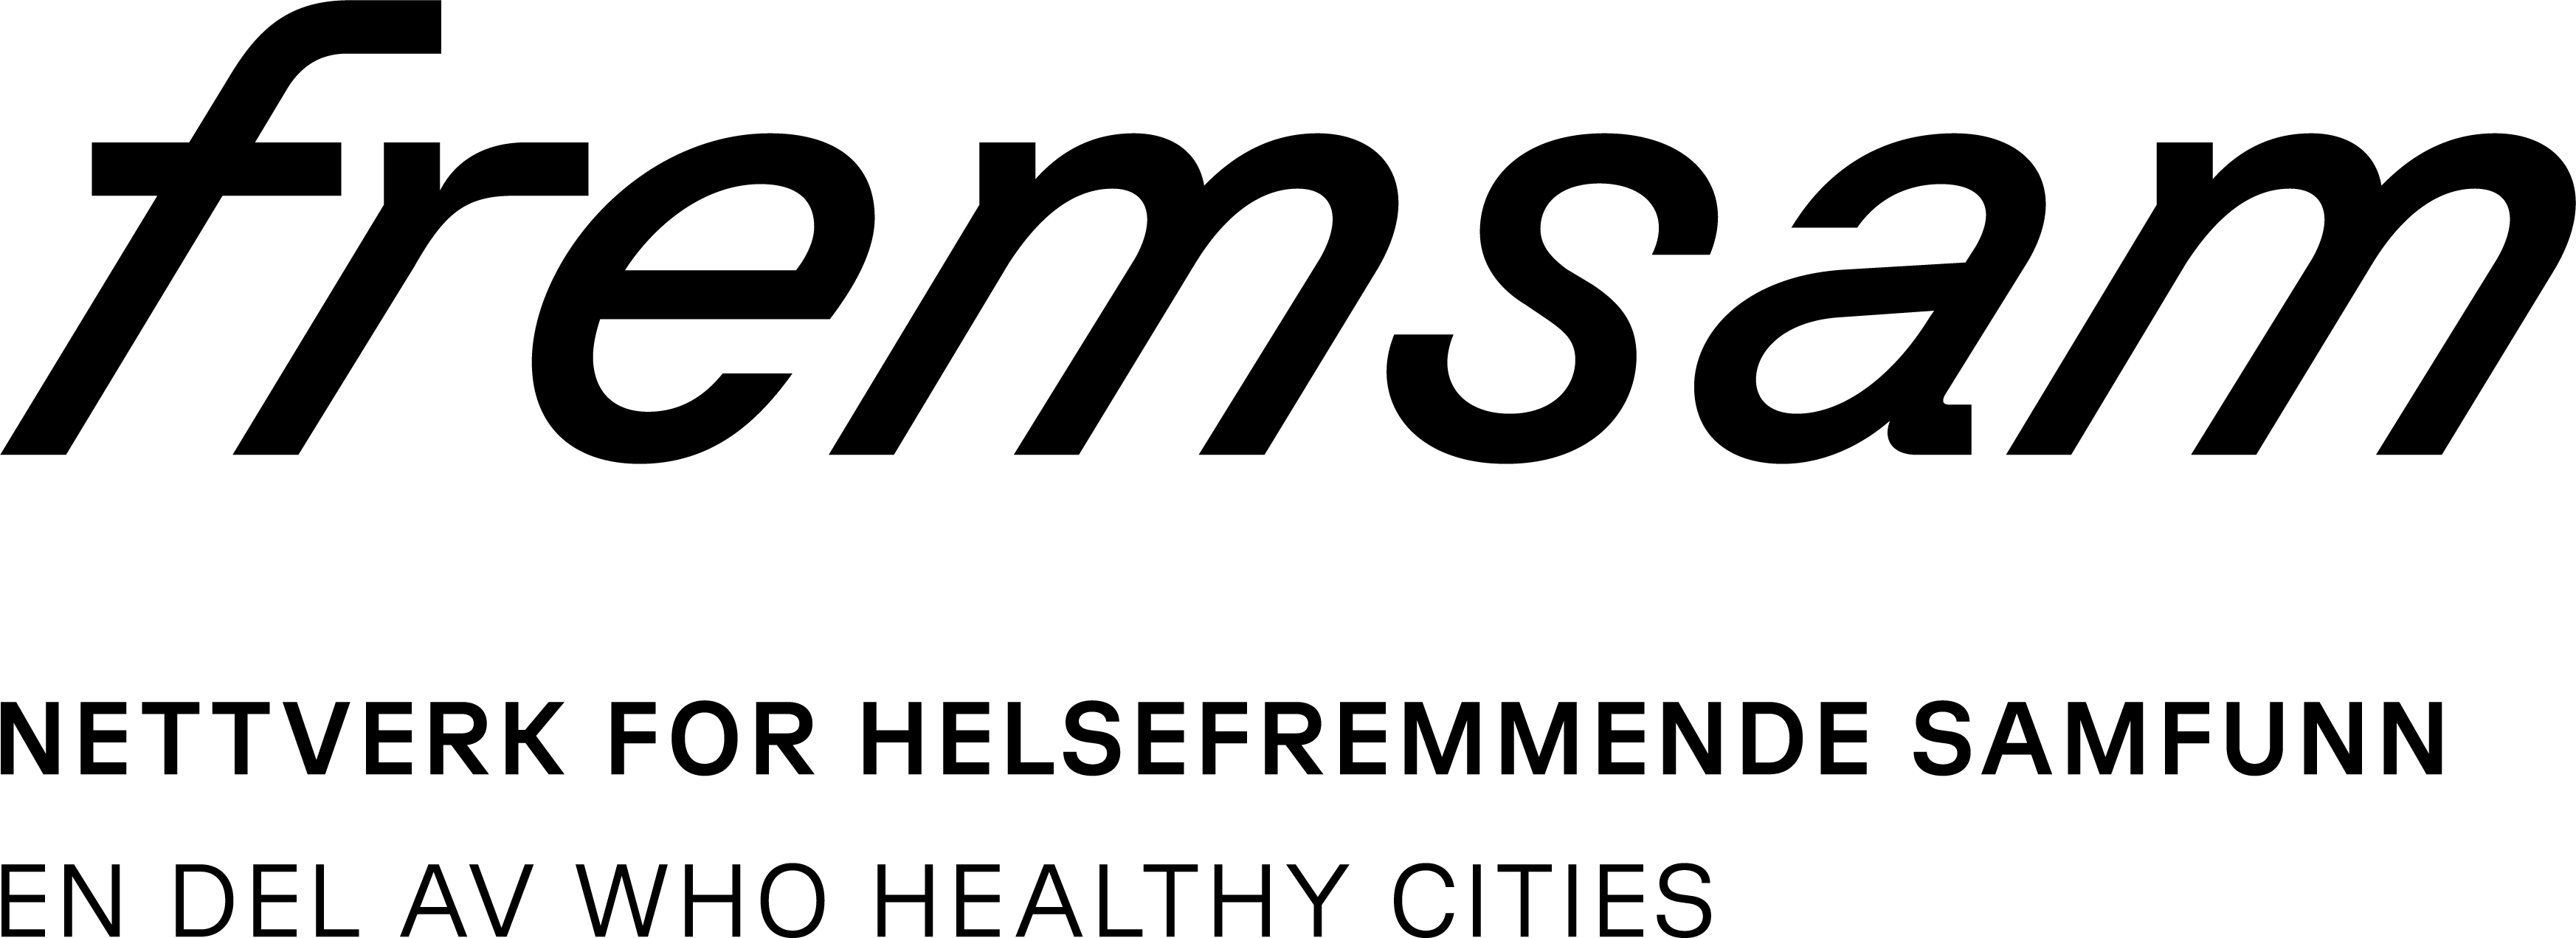 fremsam
NETTVERK FOR HELSEFREMMENDE SAMFUNN
EN DEL AV WHO HEALTHY CITIES